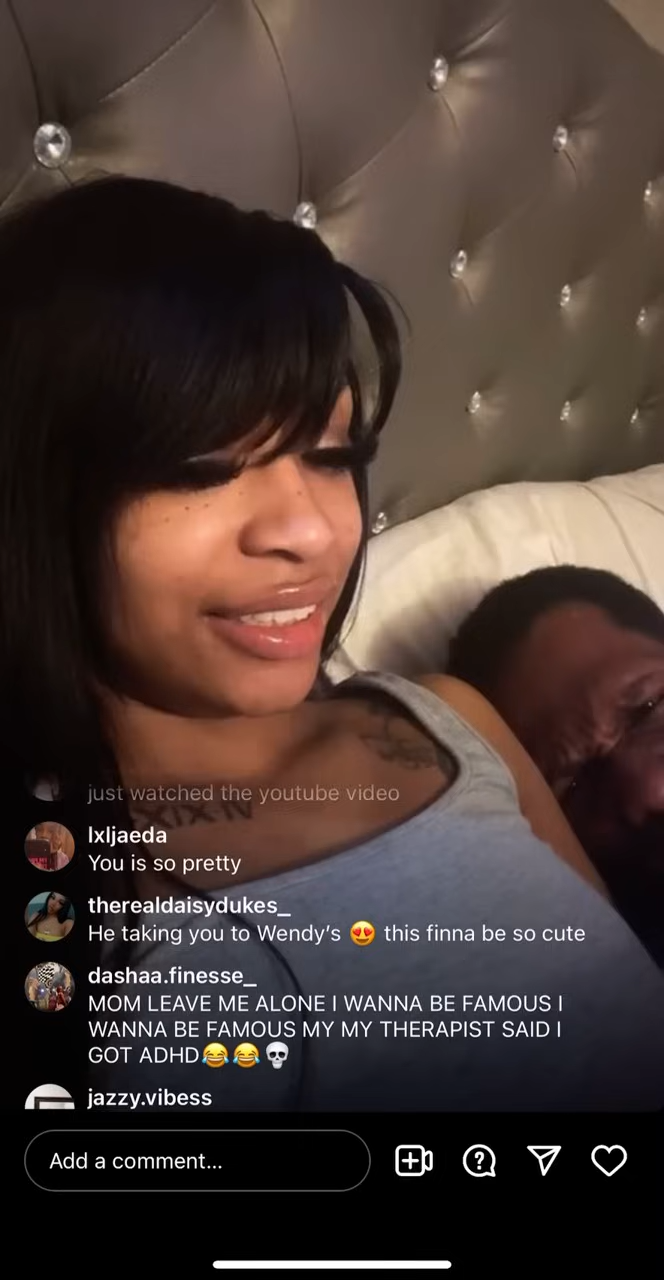 just watched the youtube video
lxljaeda
You is so pretty
therealdaisydukes_
He taking you to Wendy's 😍 this finna be so cute
dashaa.finesse_
MOM LEAVE ME ALONE I WANNA BE FAMOUS I
WANNA BE FAMOUS MY MY THERAPIST SAID I
GOT ADHD😂😂💀
jazzy.vibess
Add a comment...